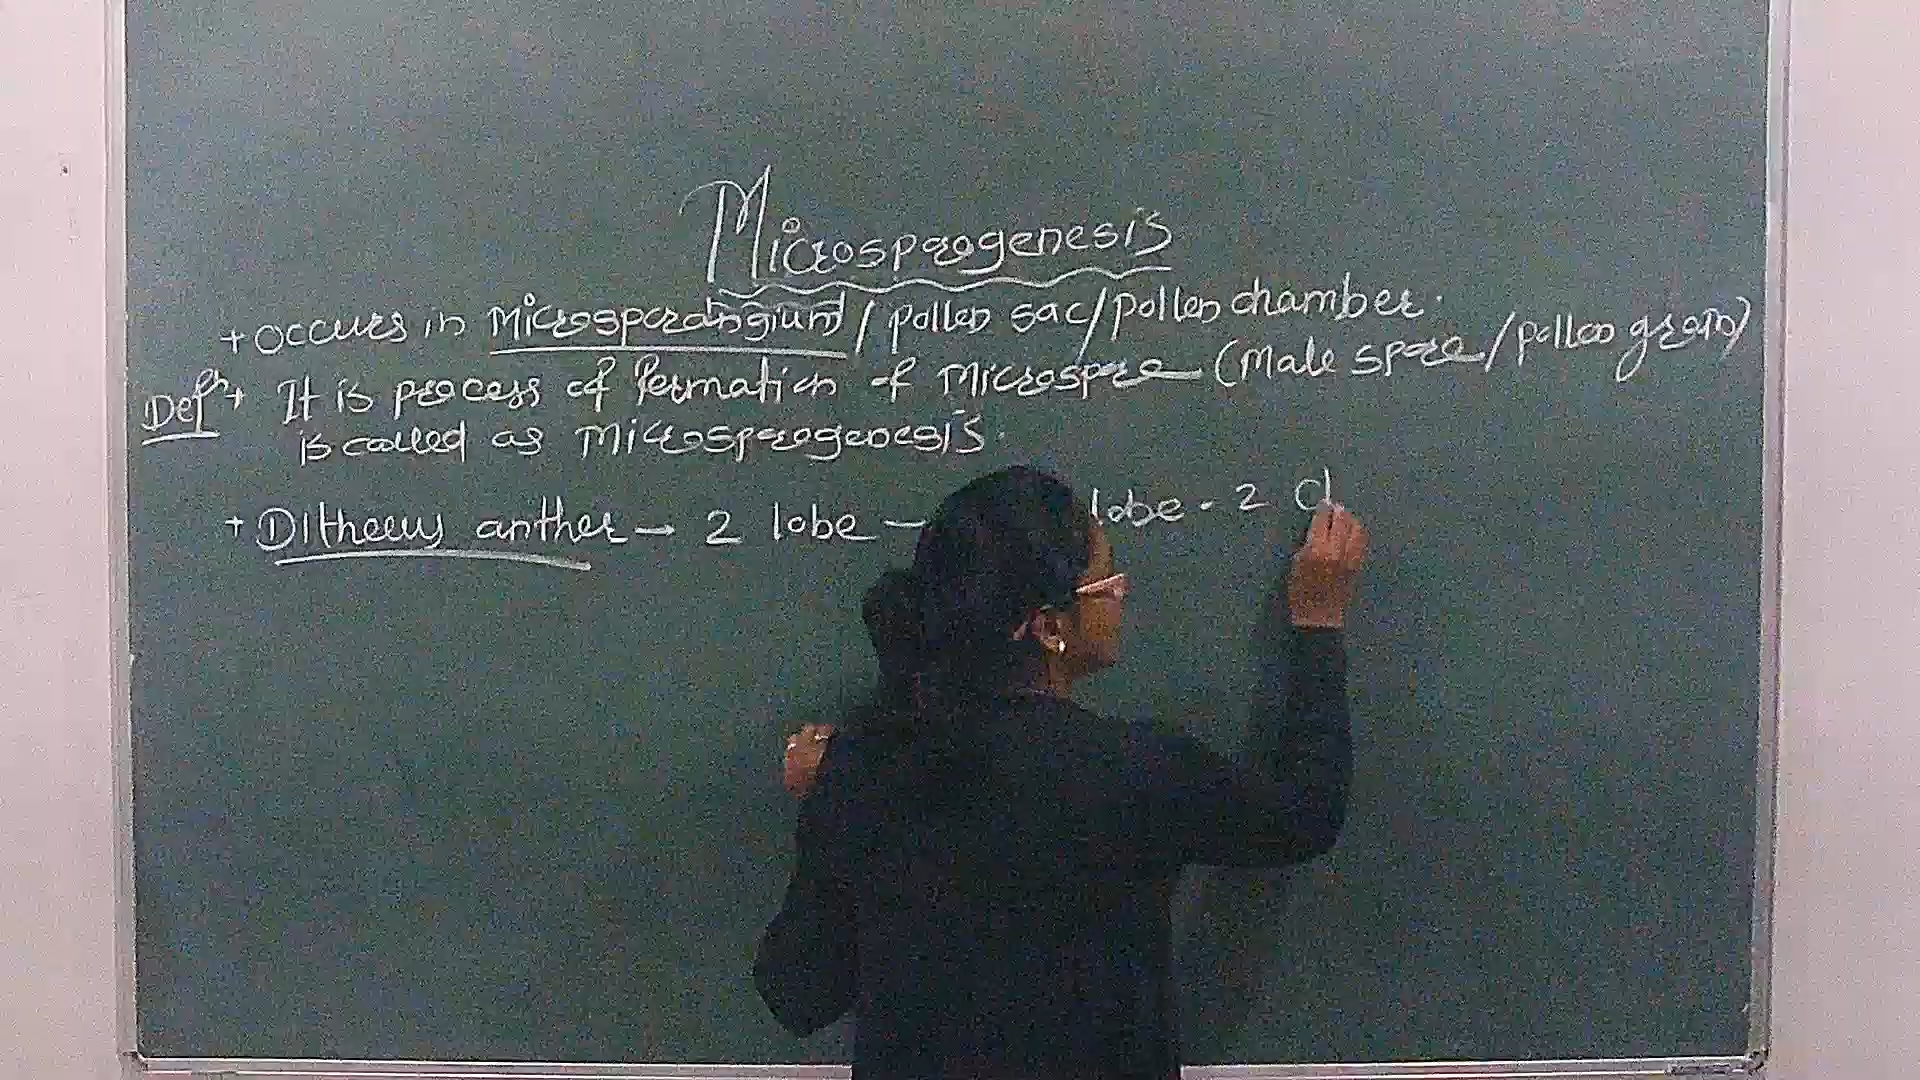 Microsporogenesis
+ occurs in Microsporangium / pollen sac / pollen chamber.
Defn + It is process of formation of Microspore (Male spore / pollen grain)
is called as Microsporogenesis.
+ Dithecus anther – 2 lobe – lobe - 2 ch